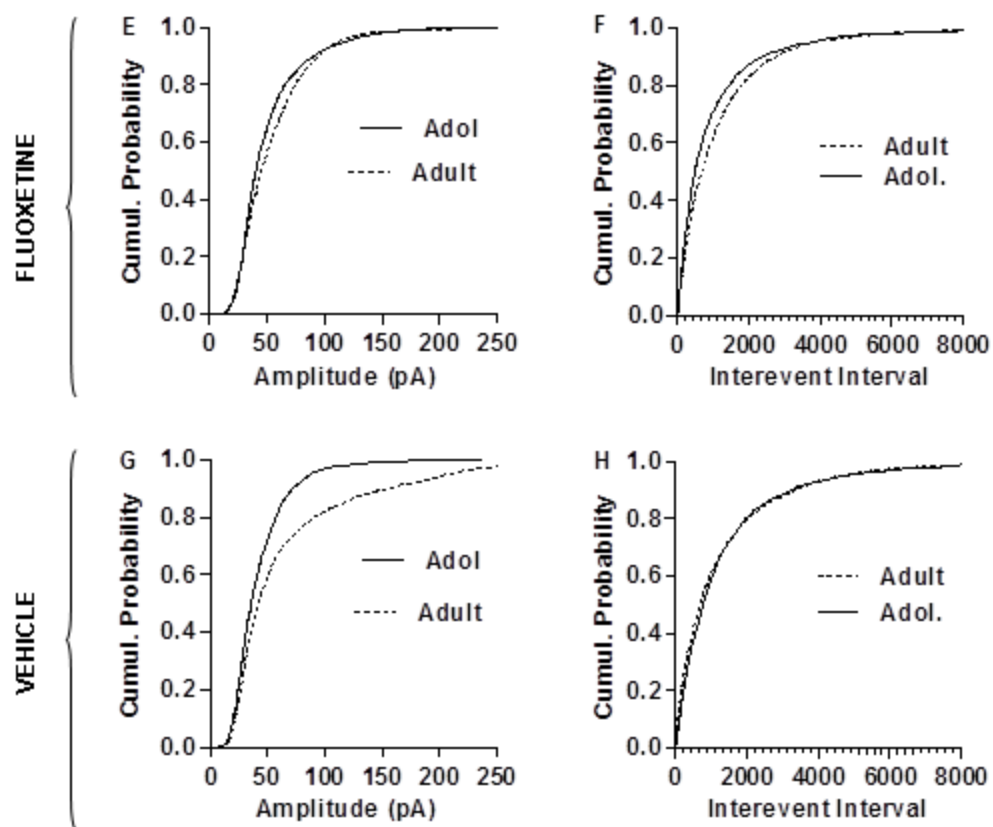 FLUOXETINE
E
Cumul. Probability
1.0
0.8
0.6
0.4
0.2
0.0
Adol
Adult
0 50 100 150 200 250
Amplitude (pA)
F
Cumul. Probability
1.0
0.8
0.6
0.4
0.2
0.0
Adult
Adol.
0 2000 4000 6000 8000
Interevent Interval
VEHICLE
G
Cumul. Probability
1.0
0.8
0.6
0.4
0.2
0.0
Adol
Adult
0 50 100 150 200 250
Amplitude (pA)
H
Cumul. Probability
1.0
0.8
0.6
0.4
0.2
0.0
Adult
Adol.
0 2000 4000 6000 8000
Interevent Interval